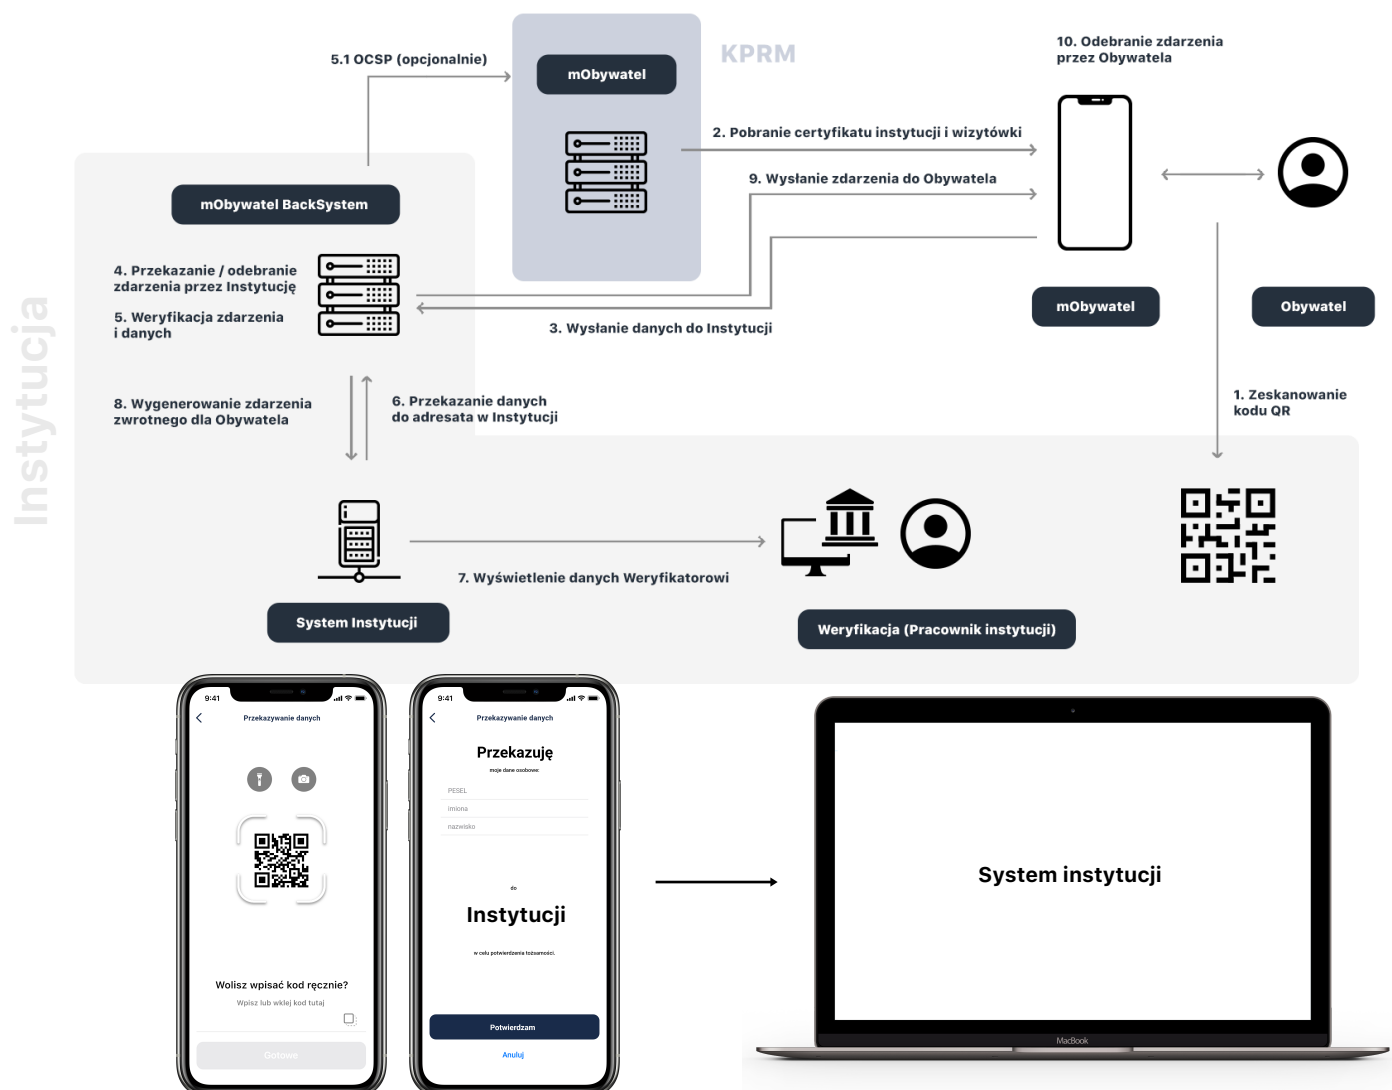 5.1 OCSP (opcjonalnie)
mObywatel
KPRM
10. Odebranie zdarzenia
przez Obywatela
2. Pobranie certyfikatu instytucji i wizytówki
9. Wysłanie zdarzenia do Obywatela
mObywatel BackSystem
4. Przekazanie / odebranie
zdarzenia przez Instytucję
5. Weryfikacja zdarzenia
i danych
3. Wysłanie danych do Instytucji
mObywatel
Obywatel
Instytucja
8. Wygenerowanie zdarzenia
zwrotnego dla Obywatela
6. Przekazanie danych
do adresata w Instytucji
1. Zeskanowanie
kodu QR
7. Wyświetlenie danych Weryfikatorowi
System Instytucji
Weryfikacja (Pracownik instytucji)
9:41
Przekazywanie danych
Wolisz wpisać kod ręcznie?
Wpisz lub wklej kod tutaj
Gotowe
9:41
Przekazywanie danych
Przekazuję
moje dane osobowe:
PESEL
imiona
nazwisko
do
Instytucji
w celu potwierdzenia tożsamości.
Potwierdzam
Anuluj
System instytucji
MacBook